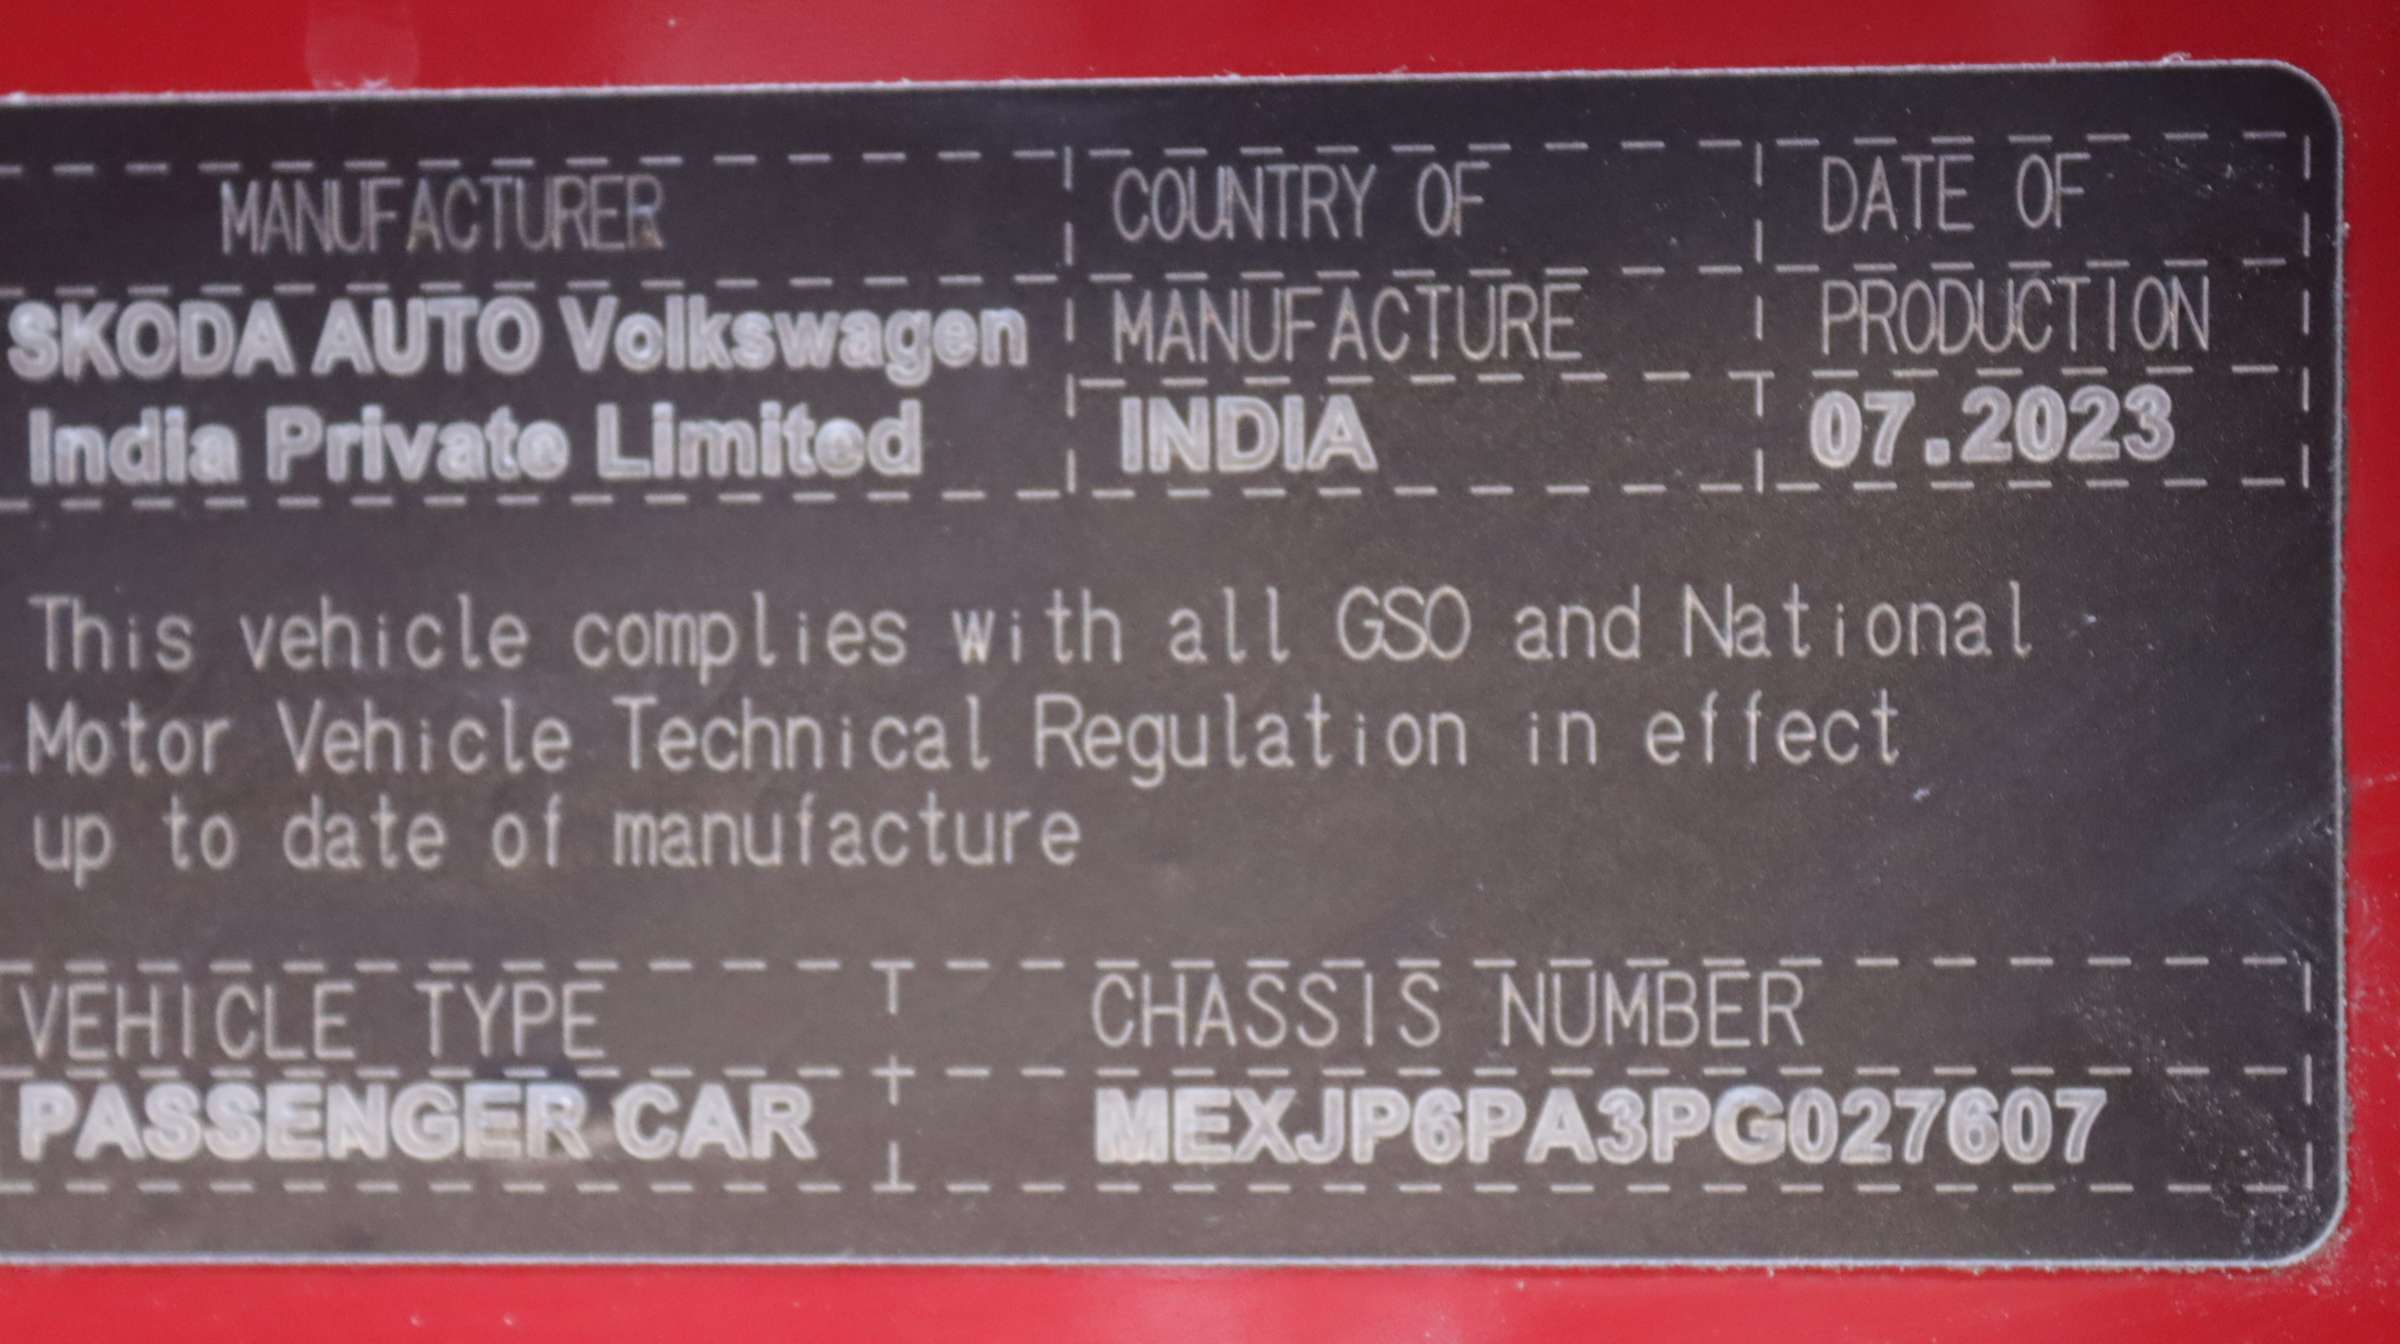 MANUFACTURER COUNTRY OF DATE OF
SKODA AUTO Volkswagen MANUFACTURE PRODUCTION
India Private Limited INDIA 07.2023
This vehicle complies with all GSO and National
Motor Vehicle Technical Regulation in effect
up to date of manufacture
VEHICLE TYPE CHASSIS NUMBER
PASSENGER CAR MEXJP6PA3PG027607